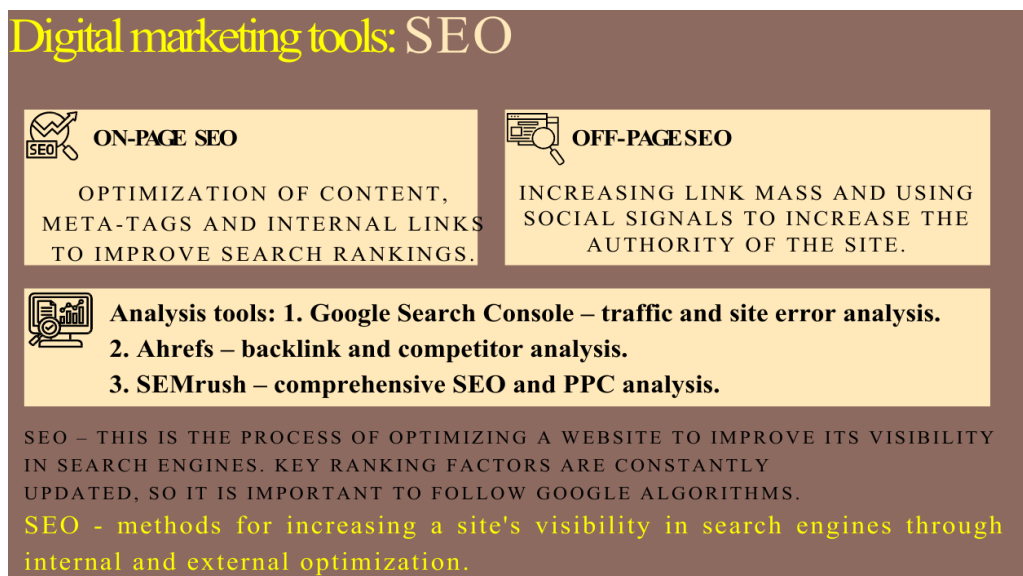 Digital marketing tools: SEO
SEO
ON-PAGE SEO
OPTIMIZATION OF CONTENT,
META-TAGS AND INTERNAL LINKS
TO IMPROVE SEARCH RANKINGS.
OFF-PAGE SEO
INCREASING LINK MASS AND USING
SOCIAL SIGNALS TO INCREASE THE
AUTHORITY OF THE SITE.
Analysis tools: 1. Google Search Console – traffic and site error analysis.
2. Ahrefs – backlink and competitor analysis.
3. SEMrush – comprehensive SEO and PPC analysis.
SEO – THIS IS THE PROCESS OF OPTIMIZING A WEBSITE TO IMPROVE ITS VISIBILITY
IN SEARCH ENGINES. KEY RANKING FACTORS ARE CONSTANTLY
UPDATED, SO IT IS IMPORTANT TO FOLLOW GOOGLE ALGORITHMS.
SEO - methods for increasing a site's visibility in search engines through
internal and external optimization.